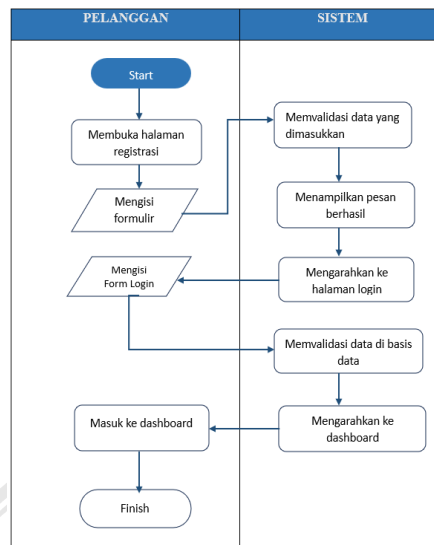 PELANGGAN
SISTEM
Start
Membuka halaman
registrasi
Mengisi
formulir
Memvalidasi data yang
dimasukkan
Menampilkan pesan
berhasil
Mengarahkan ke
halaman login
Mengisi
Form Login
Memvalidasi data di basis
data
Mengarahkan ke
dashboard
Masuk ke dashboard
Finish